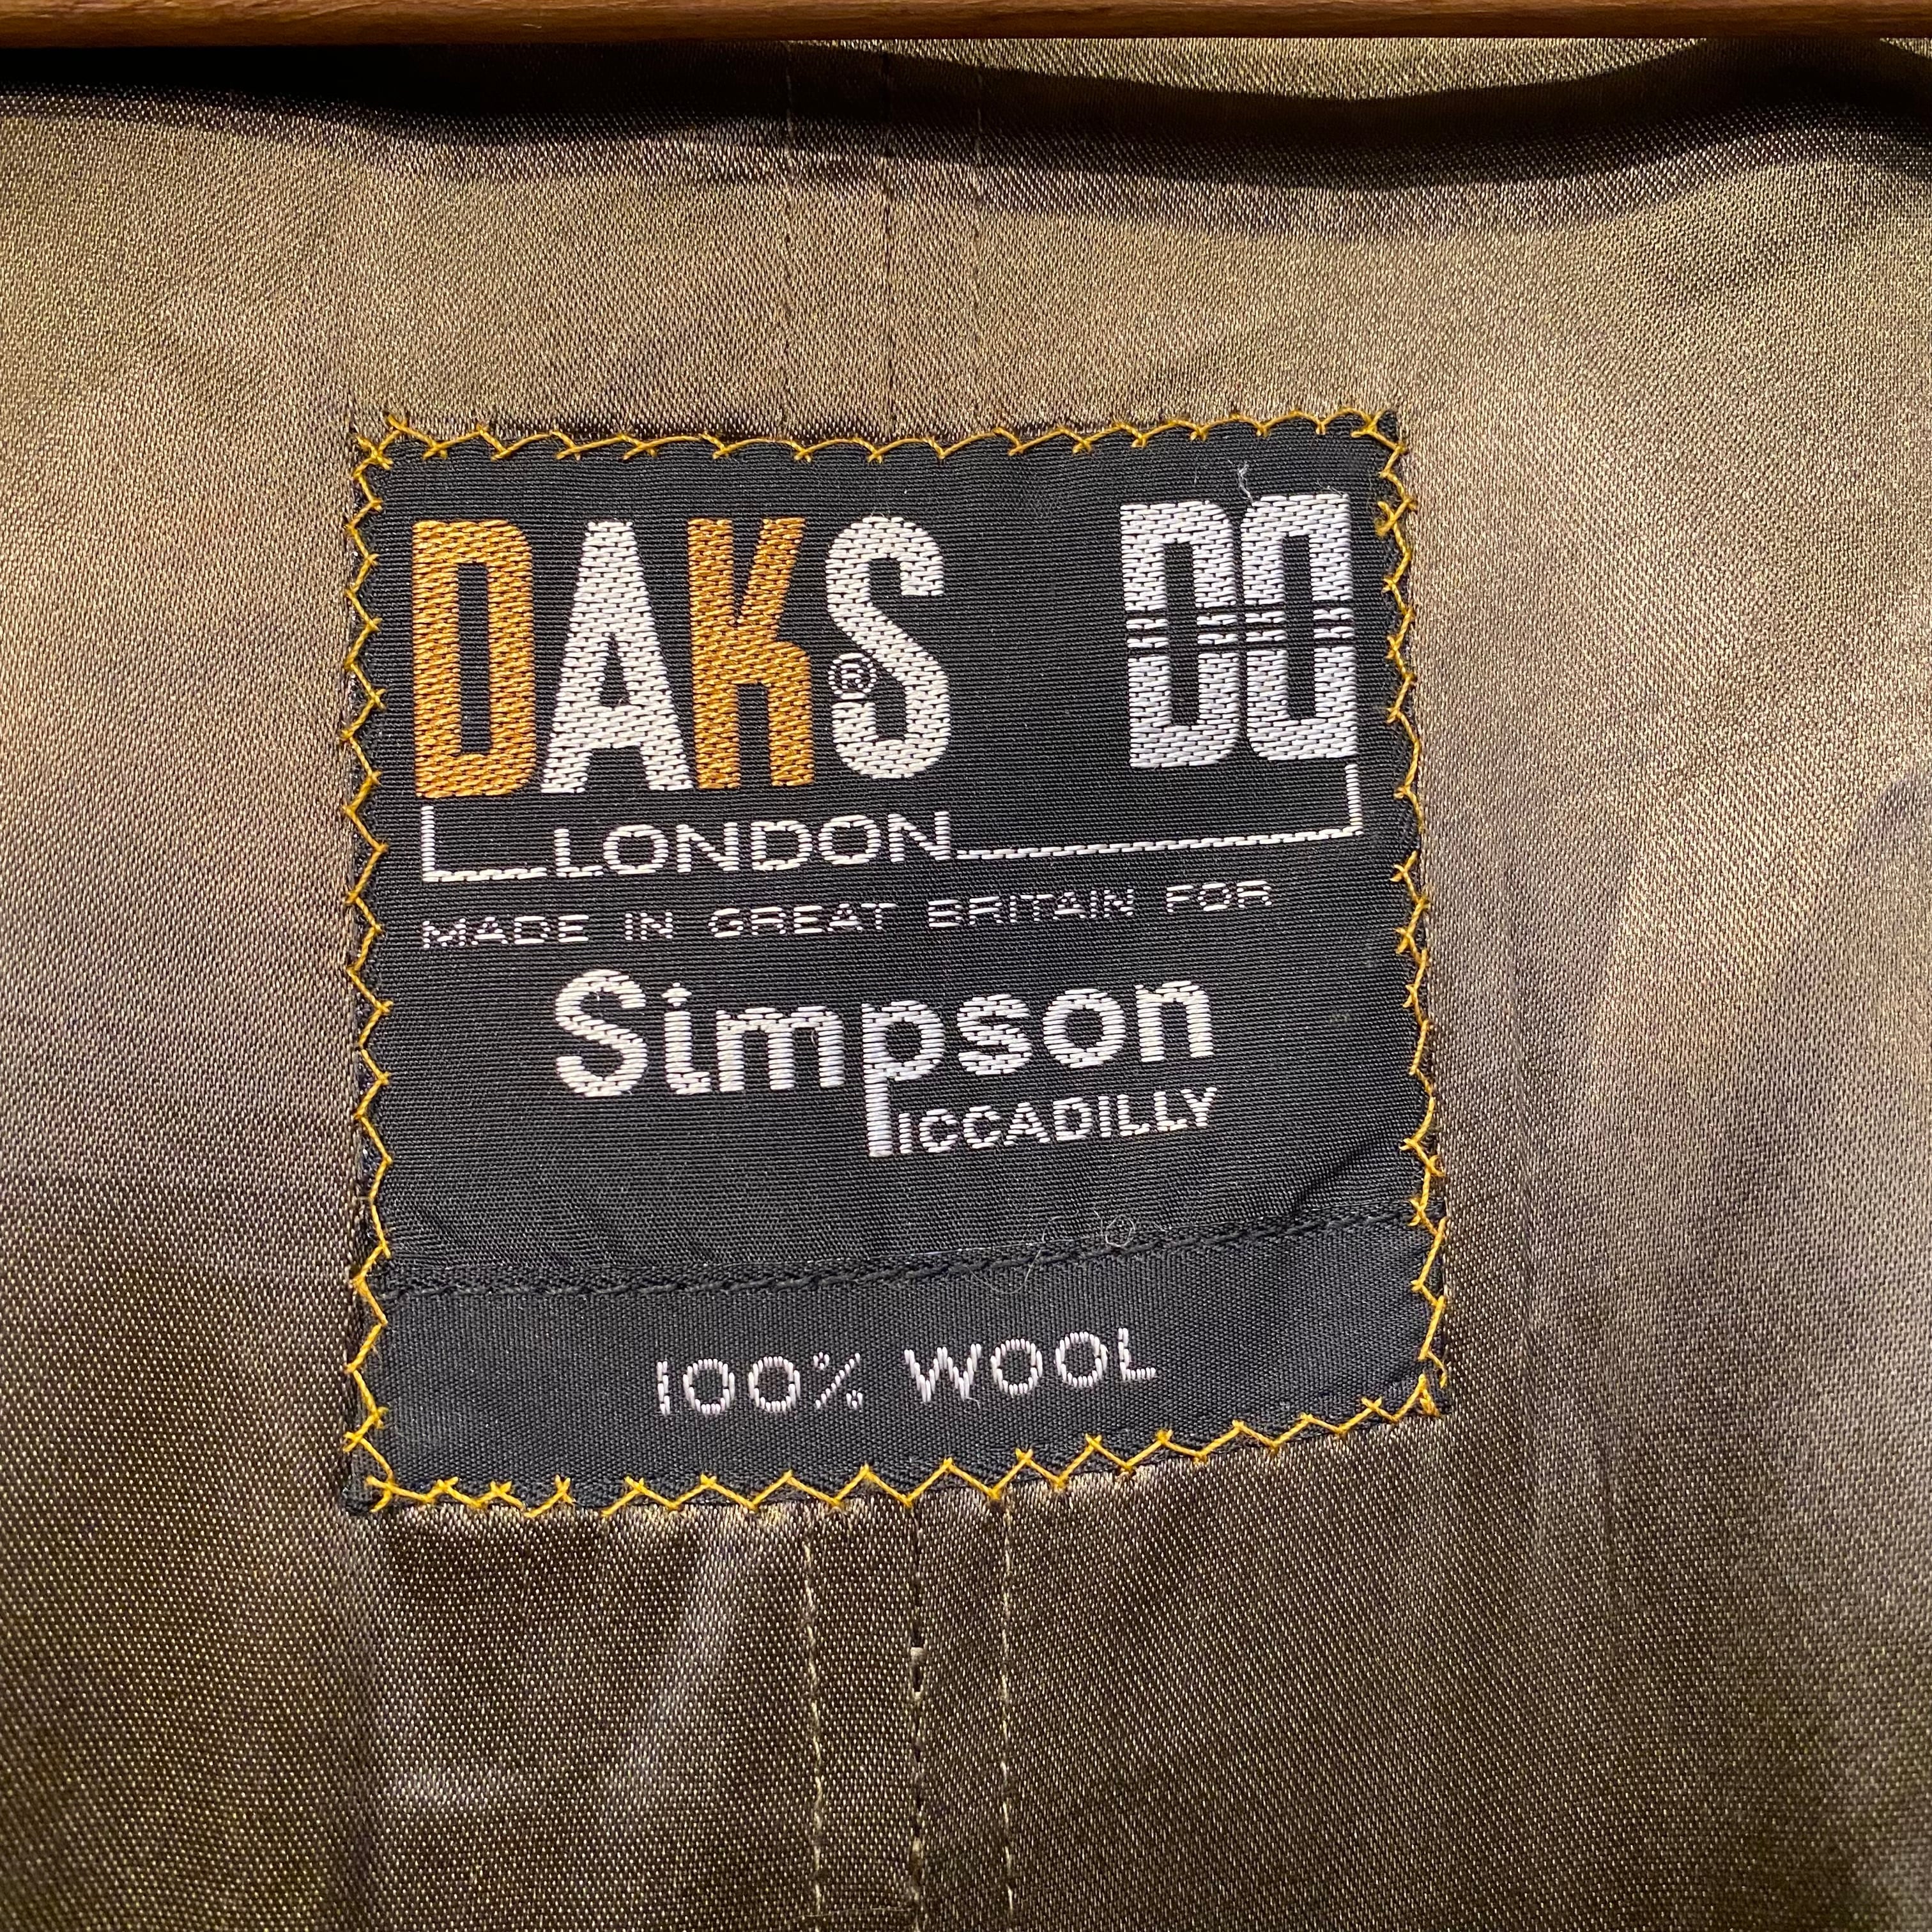 DAKS® DD
LONDON
MADE IN GREAT BRITAIN FOR
Simpson
PICCADILLY
100% WOOL